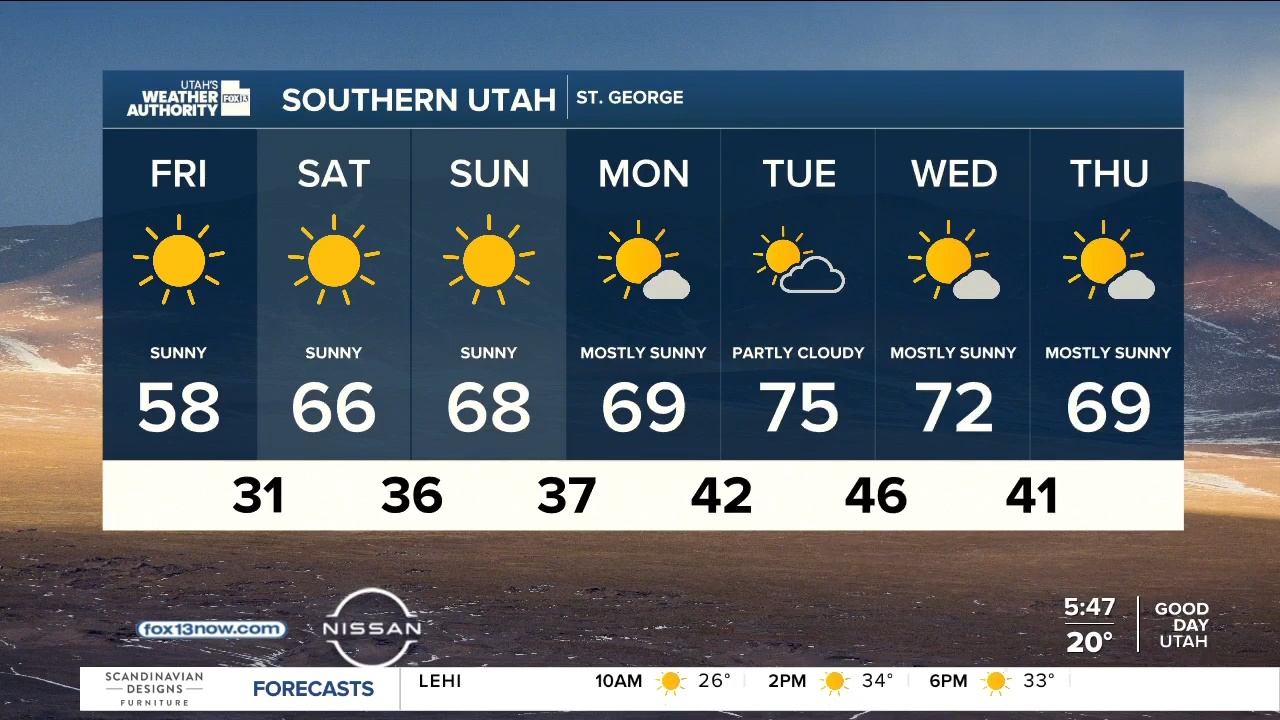 UTAH'S
WEATHER
AUTHORITY
FOX 13
SOUTHERN UTAH
ST. GEORGE
FRI SAT SUN MON TUE WED THU
SUNNY SUNNY SUNNY MOSTLY SUNNY PARTLY CLOUDY MOSTLY SUNNY MOSTLY SUNNY
58 66 68 69 75 72 69
31 36 37 42 46 41
fox13now.com
NISSAN
5:47
20°
GOOD
DAY
UTAH
SCANDINAVIAN
DESIGNS
FURNITURE
FORECASTS
LEHI 10AM 26° 2PM 34° 6PM 33°